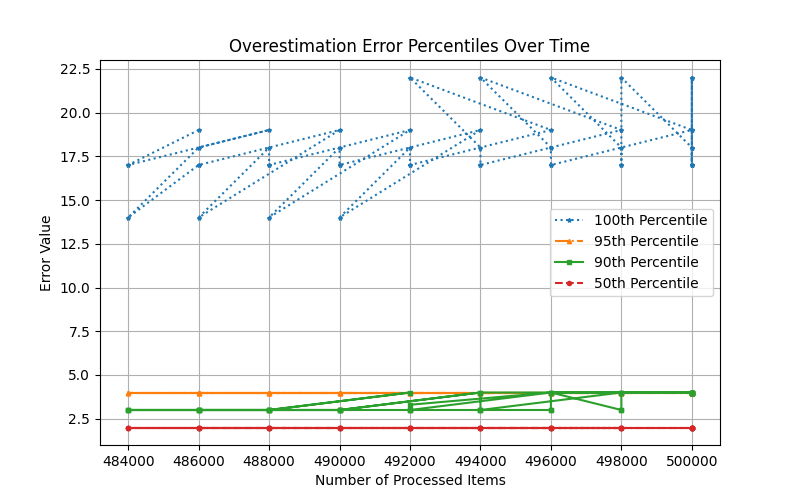 Overestimation Error Percentiles Over Time
22.5
20.0
17.5
15.0
12.5
10.0
7.5
5.0
2.5
Error Value
100th Percentile
95th Percentile
90th Percentile
50th Percentile
484000 486000 488000 490000 492000 494000 496000 498000 500000
Number of Processed Items